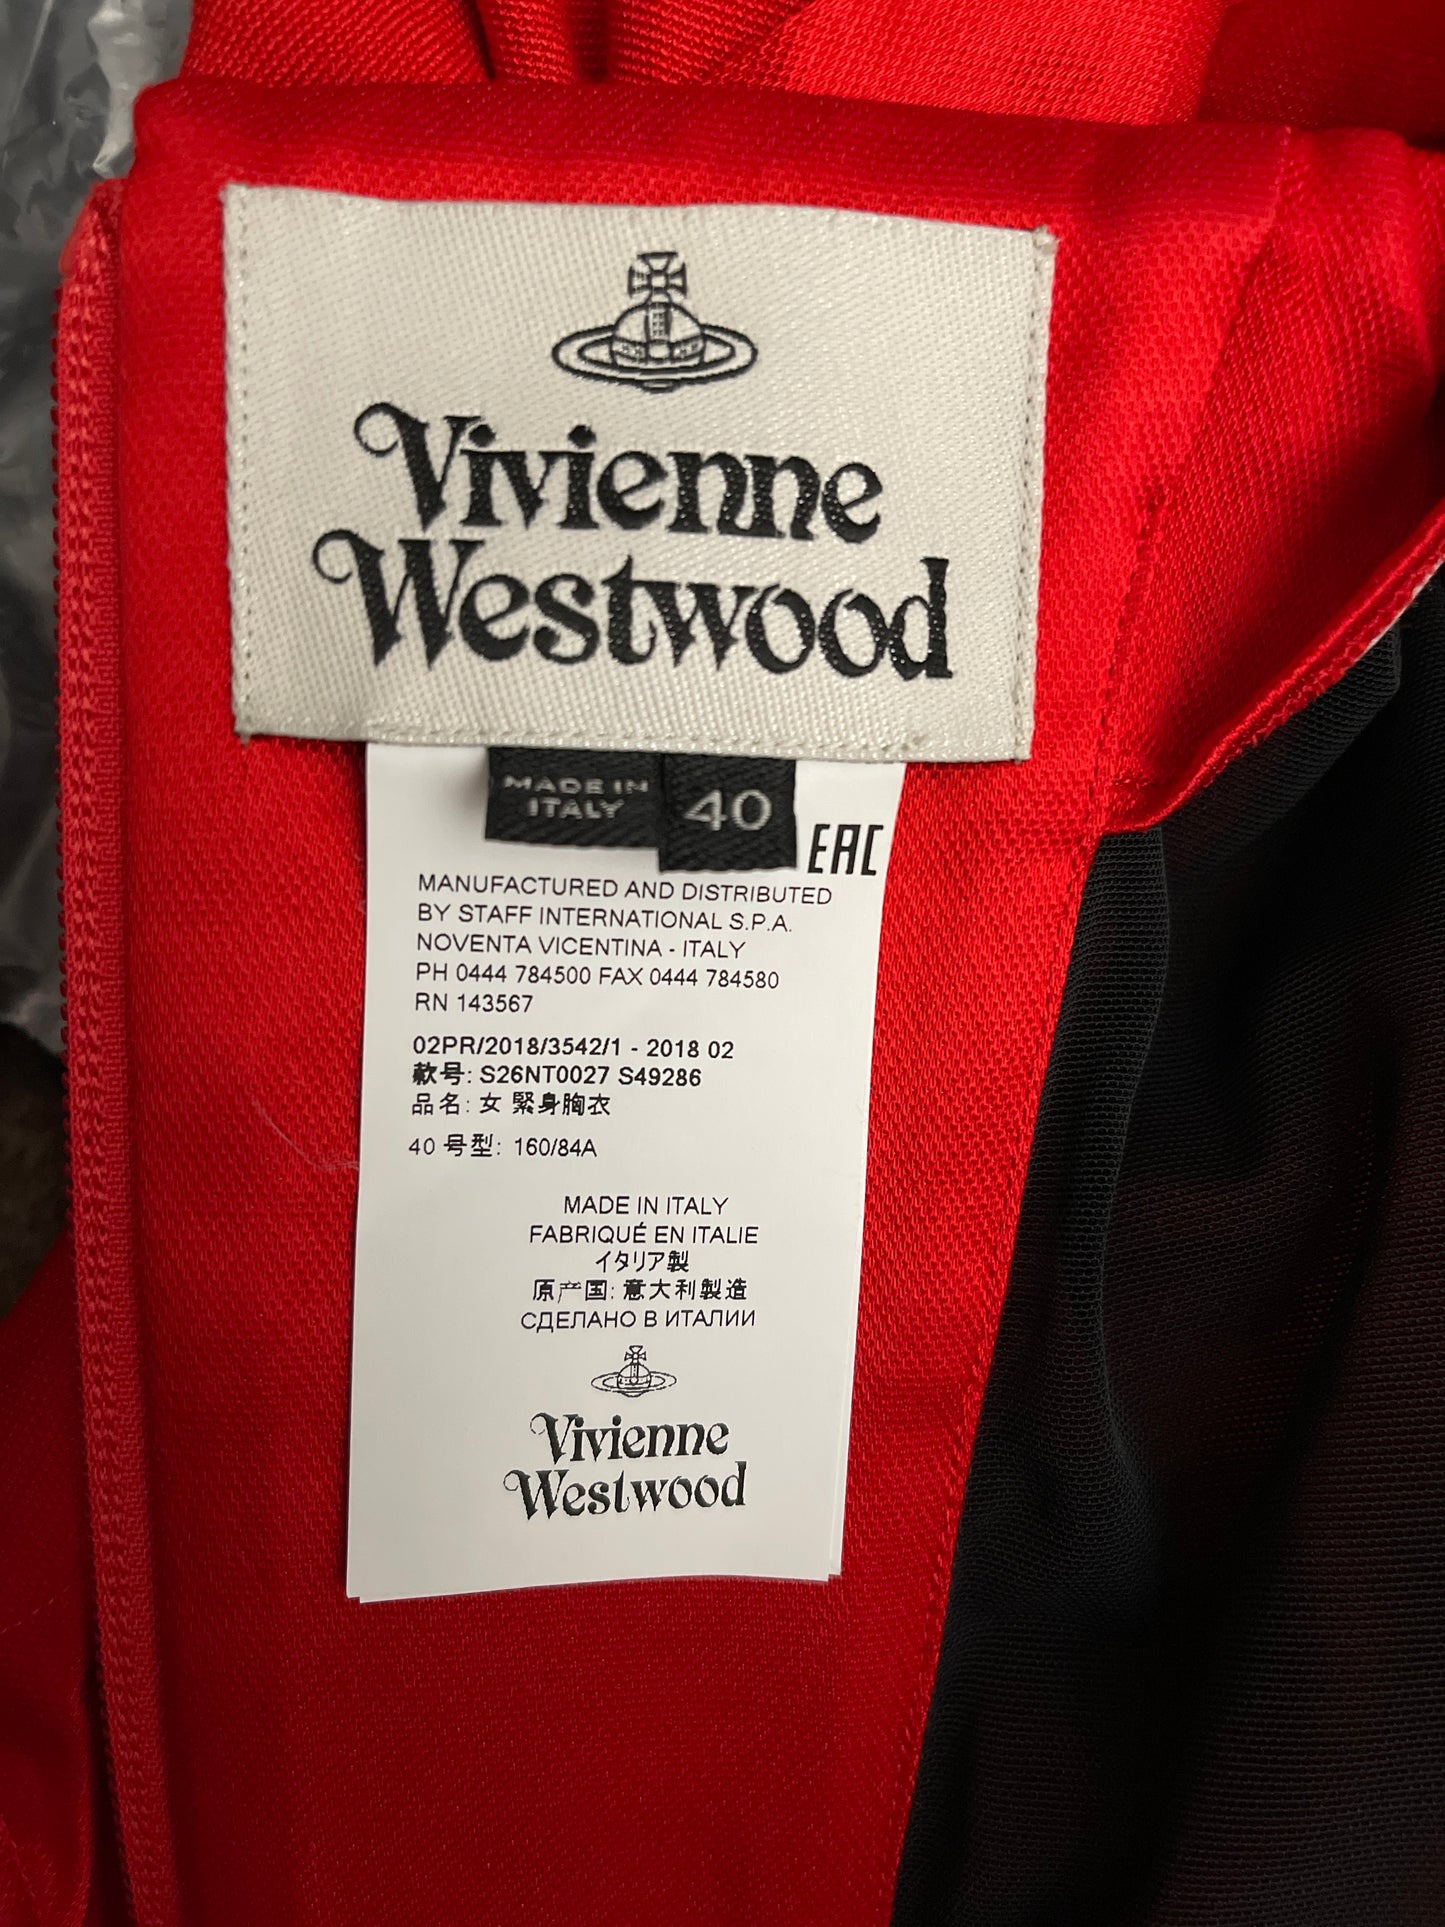 Vivienne
Westwood
MADE IN
ITALY
40
EAC
MANUFACTURED AND DISTRIBUTED
BY STAFF INTERNATIONAL S.P.A.
NOVENTA VICENTINA - ITALY
PH 0444 784500 FAX 0444 784580
RN 143567
02PR/2018/3542/1 - 2018 02
款号: S26NT0027 S49286
品名: 女 緊身胸衣
40 号型: 160/84A
MADE IN ITALY
FABRIQUÉ EN ITALIE
イタリア製
原产国: 意大利製造
СДЕЛАНО В ИТАЛИИ
Vivienne
Westwood